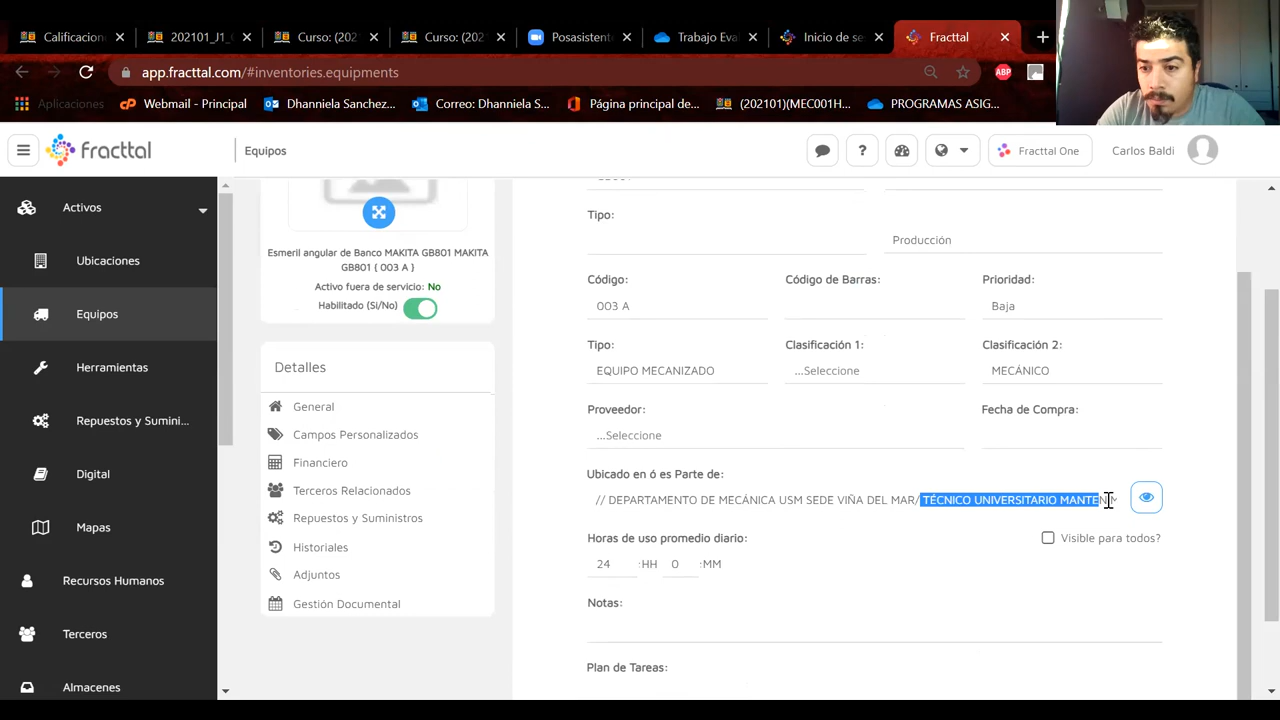 Calificacion
202101_J1_
Curso: (202
Curso: (202
Posasistente
Trabajo Eva
Inicio de se
Fracttal
app.fracttal.com/#inventories.equipments
ABP
Aplicaciones
Webmail - Principal
Dhanniela Sanchez...
Correo: Dhanniela S...
Página principal de...
(202101)(MEC001H...
PROGRAMAS ASIG...
fracttal
Equipos
Fracttal One
Carlos Baldi
Activos
Ubicaciones
Equipos
Herramientas
Repuestos y Sumini...
Digital
Mapas
Recursos Humanos
Terceros
Almacenes
Esmeril angular de Banco MAKITA GB801 MAKITA
GB801 { 003 A }
Activo fuera de servicio: No
Habilitado (Si/No)
Detalles
General
Campos Personalizados
Financiero
Terceros Relacionados
Repuestos y Suministros
Historiales
Adjuntos
Gestión Documental
Tipo:
Producción
Código:
Código de Barras:
Prioridad:
003 A
Baja
Tipo:
Clasificación 1:
Clasificación 2:
EQUIPO MECANIZADO
...Seleccione
MECÁNICO
Proveedor:
Fecha de Compra:
...Seleccione
Ubicado en ó es Parte de:
// DEPARTAMENTO DE MECÁNICA USM SEDE VIÑA DEL MAR/ TÉCNICO UNIVERSITARIO MANTEN
Horas de uso promedio diario:
Visible para todos?
24 :HH 0 :MM
Notas:
Plan de Tareas: